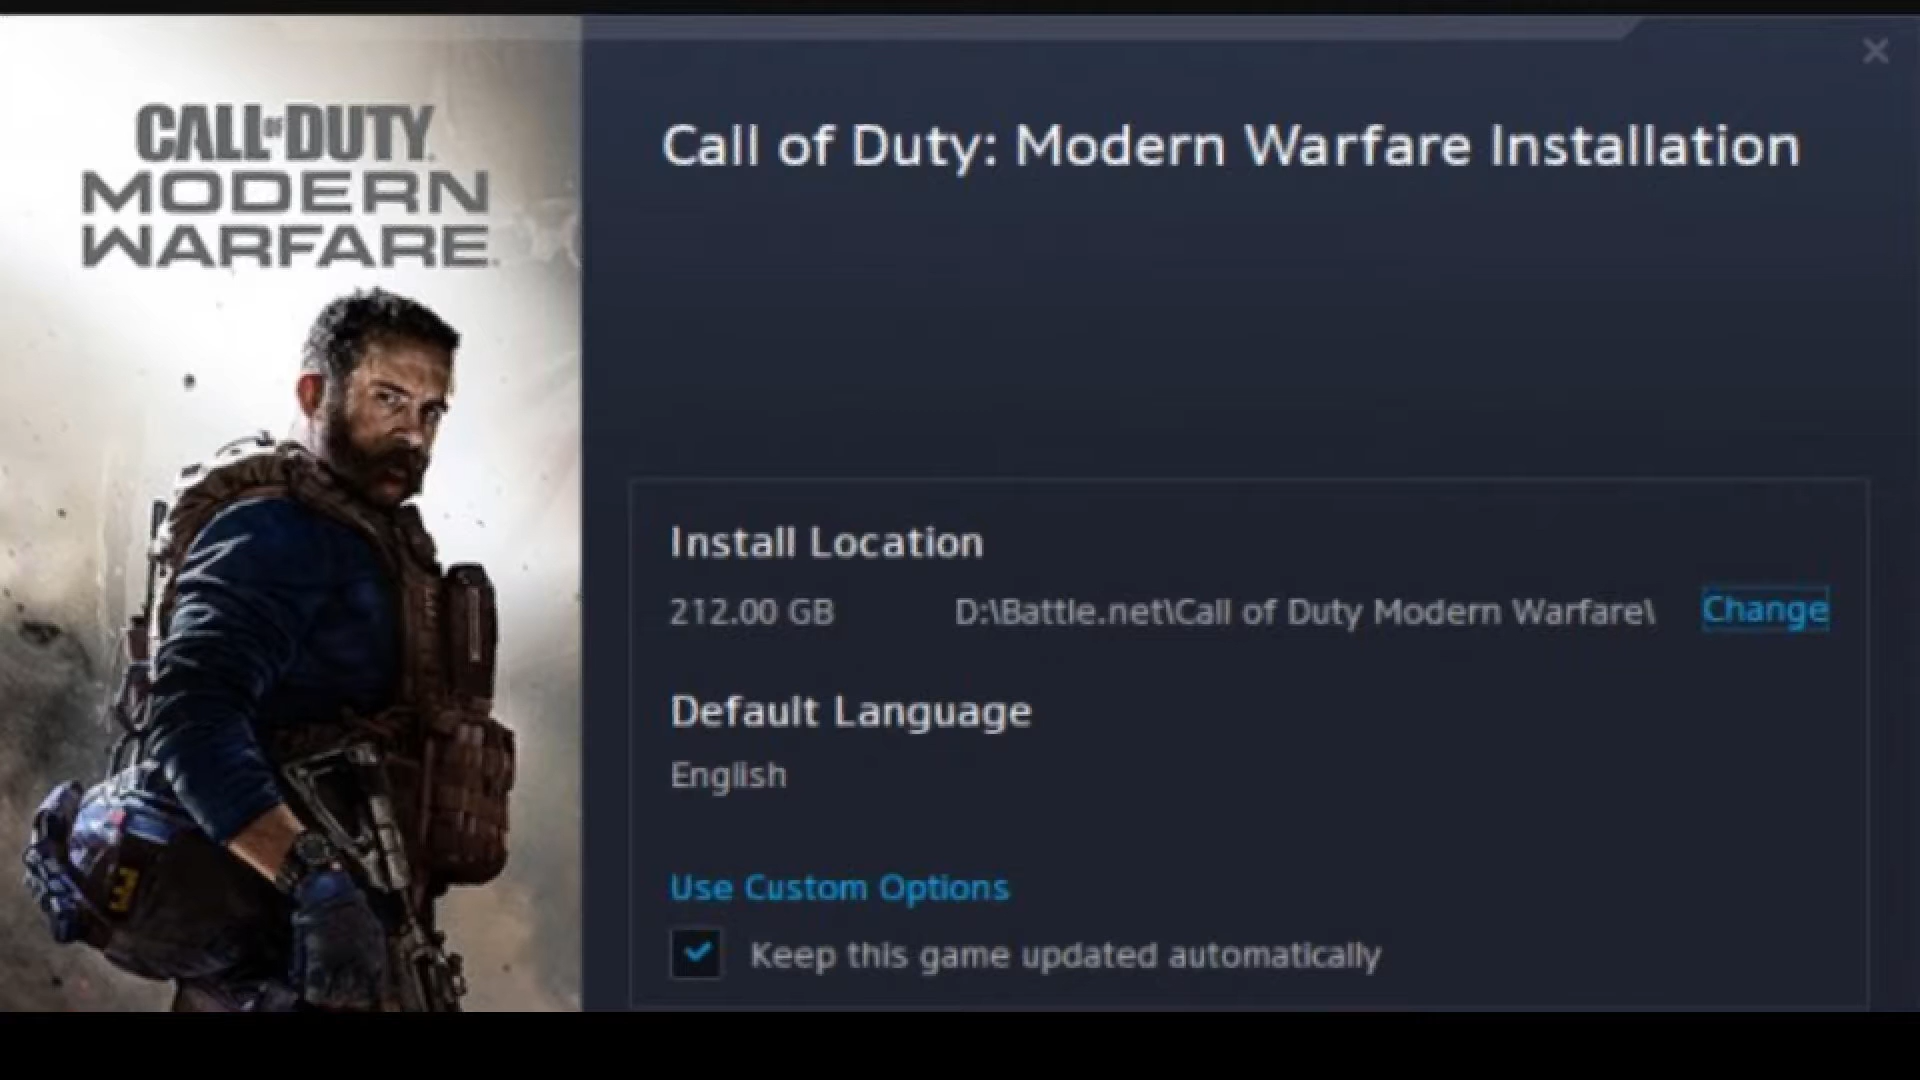 CALL OF DUTY
MODERN
WARFARE
Call of Duty: Modern Warfare Installation
Install Location
212.00 GB D:\Battle.net\Call of Duty Modern Warfare\ Change
Default Language
English
Use Custom Options
Keep this game updated automatically